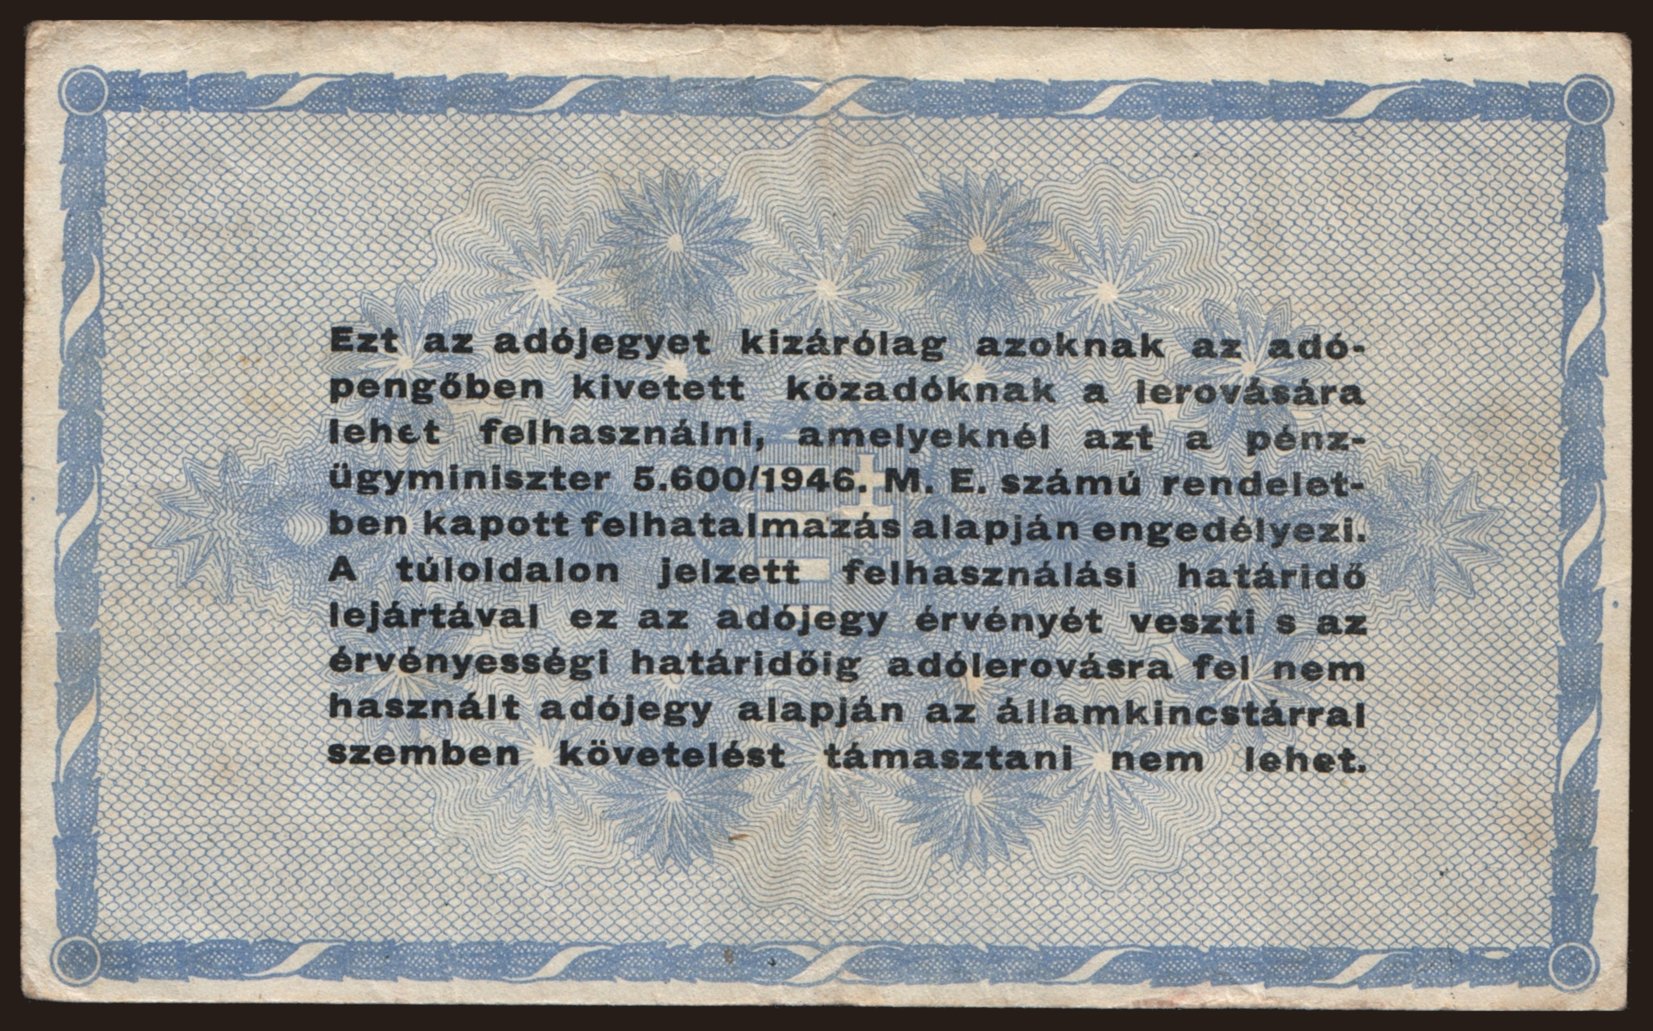 Ezt az adójegyet kizárólag azoknak az adó-
pengőben kivetett közadóknak a lerovására
lehet felhasználni, amelyeknél azt a pénz-
ügyminiszter 5.600/1946. M. E. számú rendelet-
ben kapott felhatalmazás alapján engedélyezi.
A túloldalon jelzett felhasználási határidő
lejártával ez az adójegy érvényét veszti s az
érvényességi határidőig adólerovásra fel nem
használt adójegy alapján az államkincstárral
szemben követelést támasztani nem lehet.